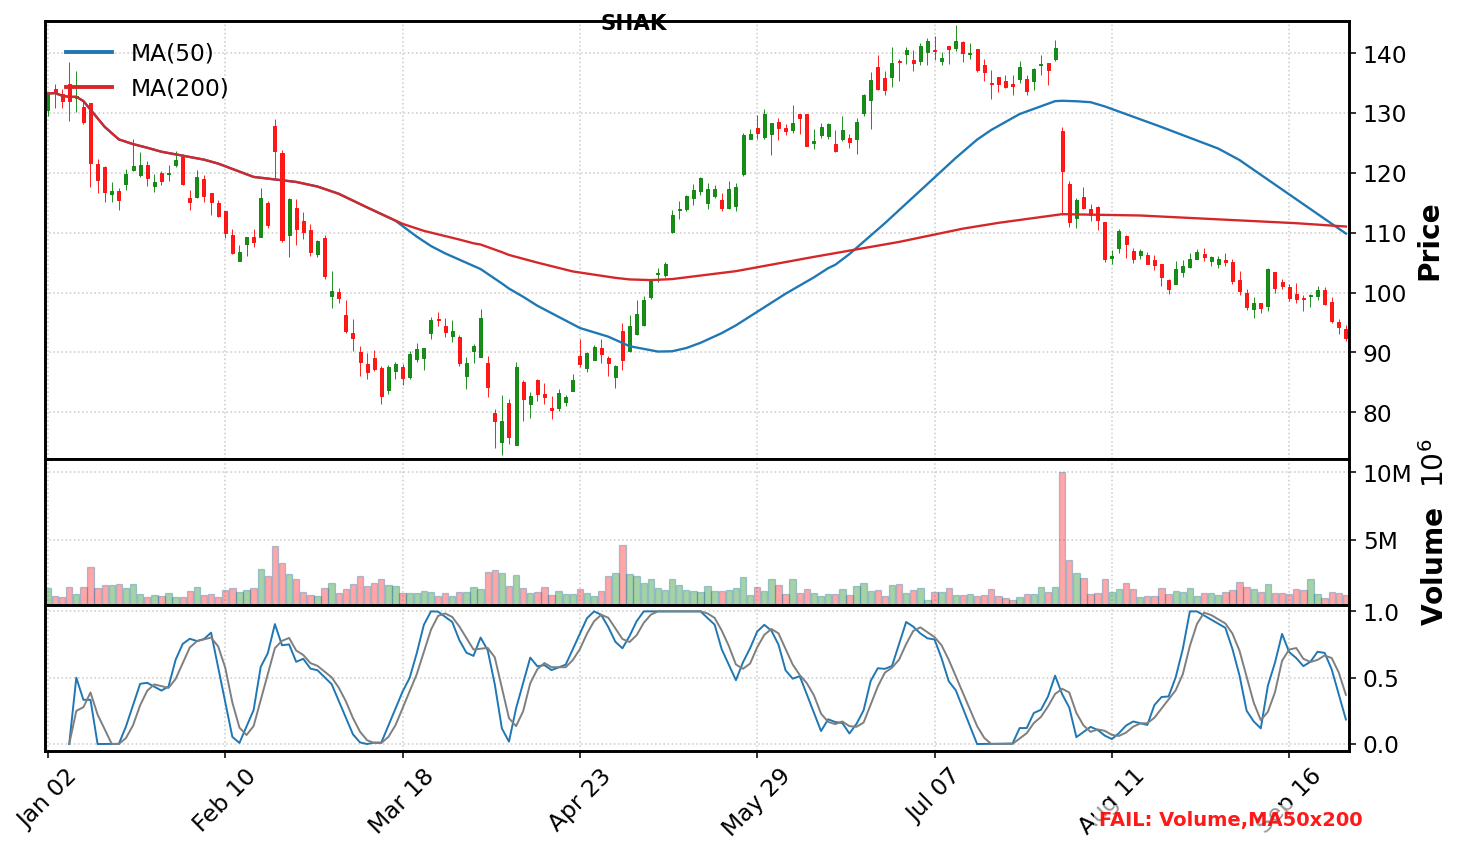 SHAK
MA(50)
MA(200)
140
130
120
110
100
90
80
Price
10M
5M
Volume 10^6
1.0
0.5
0.0
Jan 02
Feb 10
Mar 18
Apr 23
May 29
Jul 07
Aug 11
Sep 16
FAIL: Volume,MA50x200